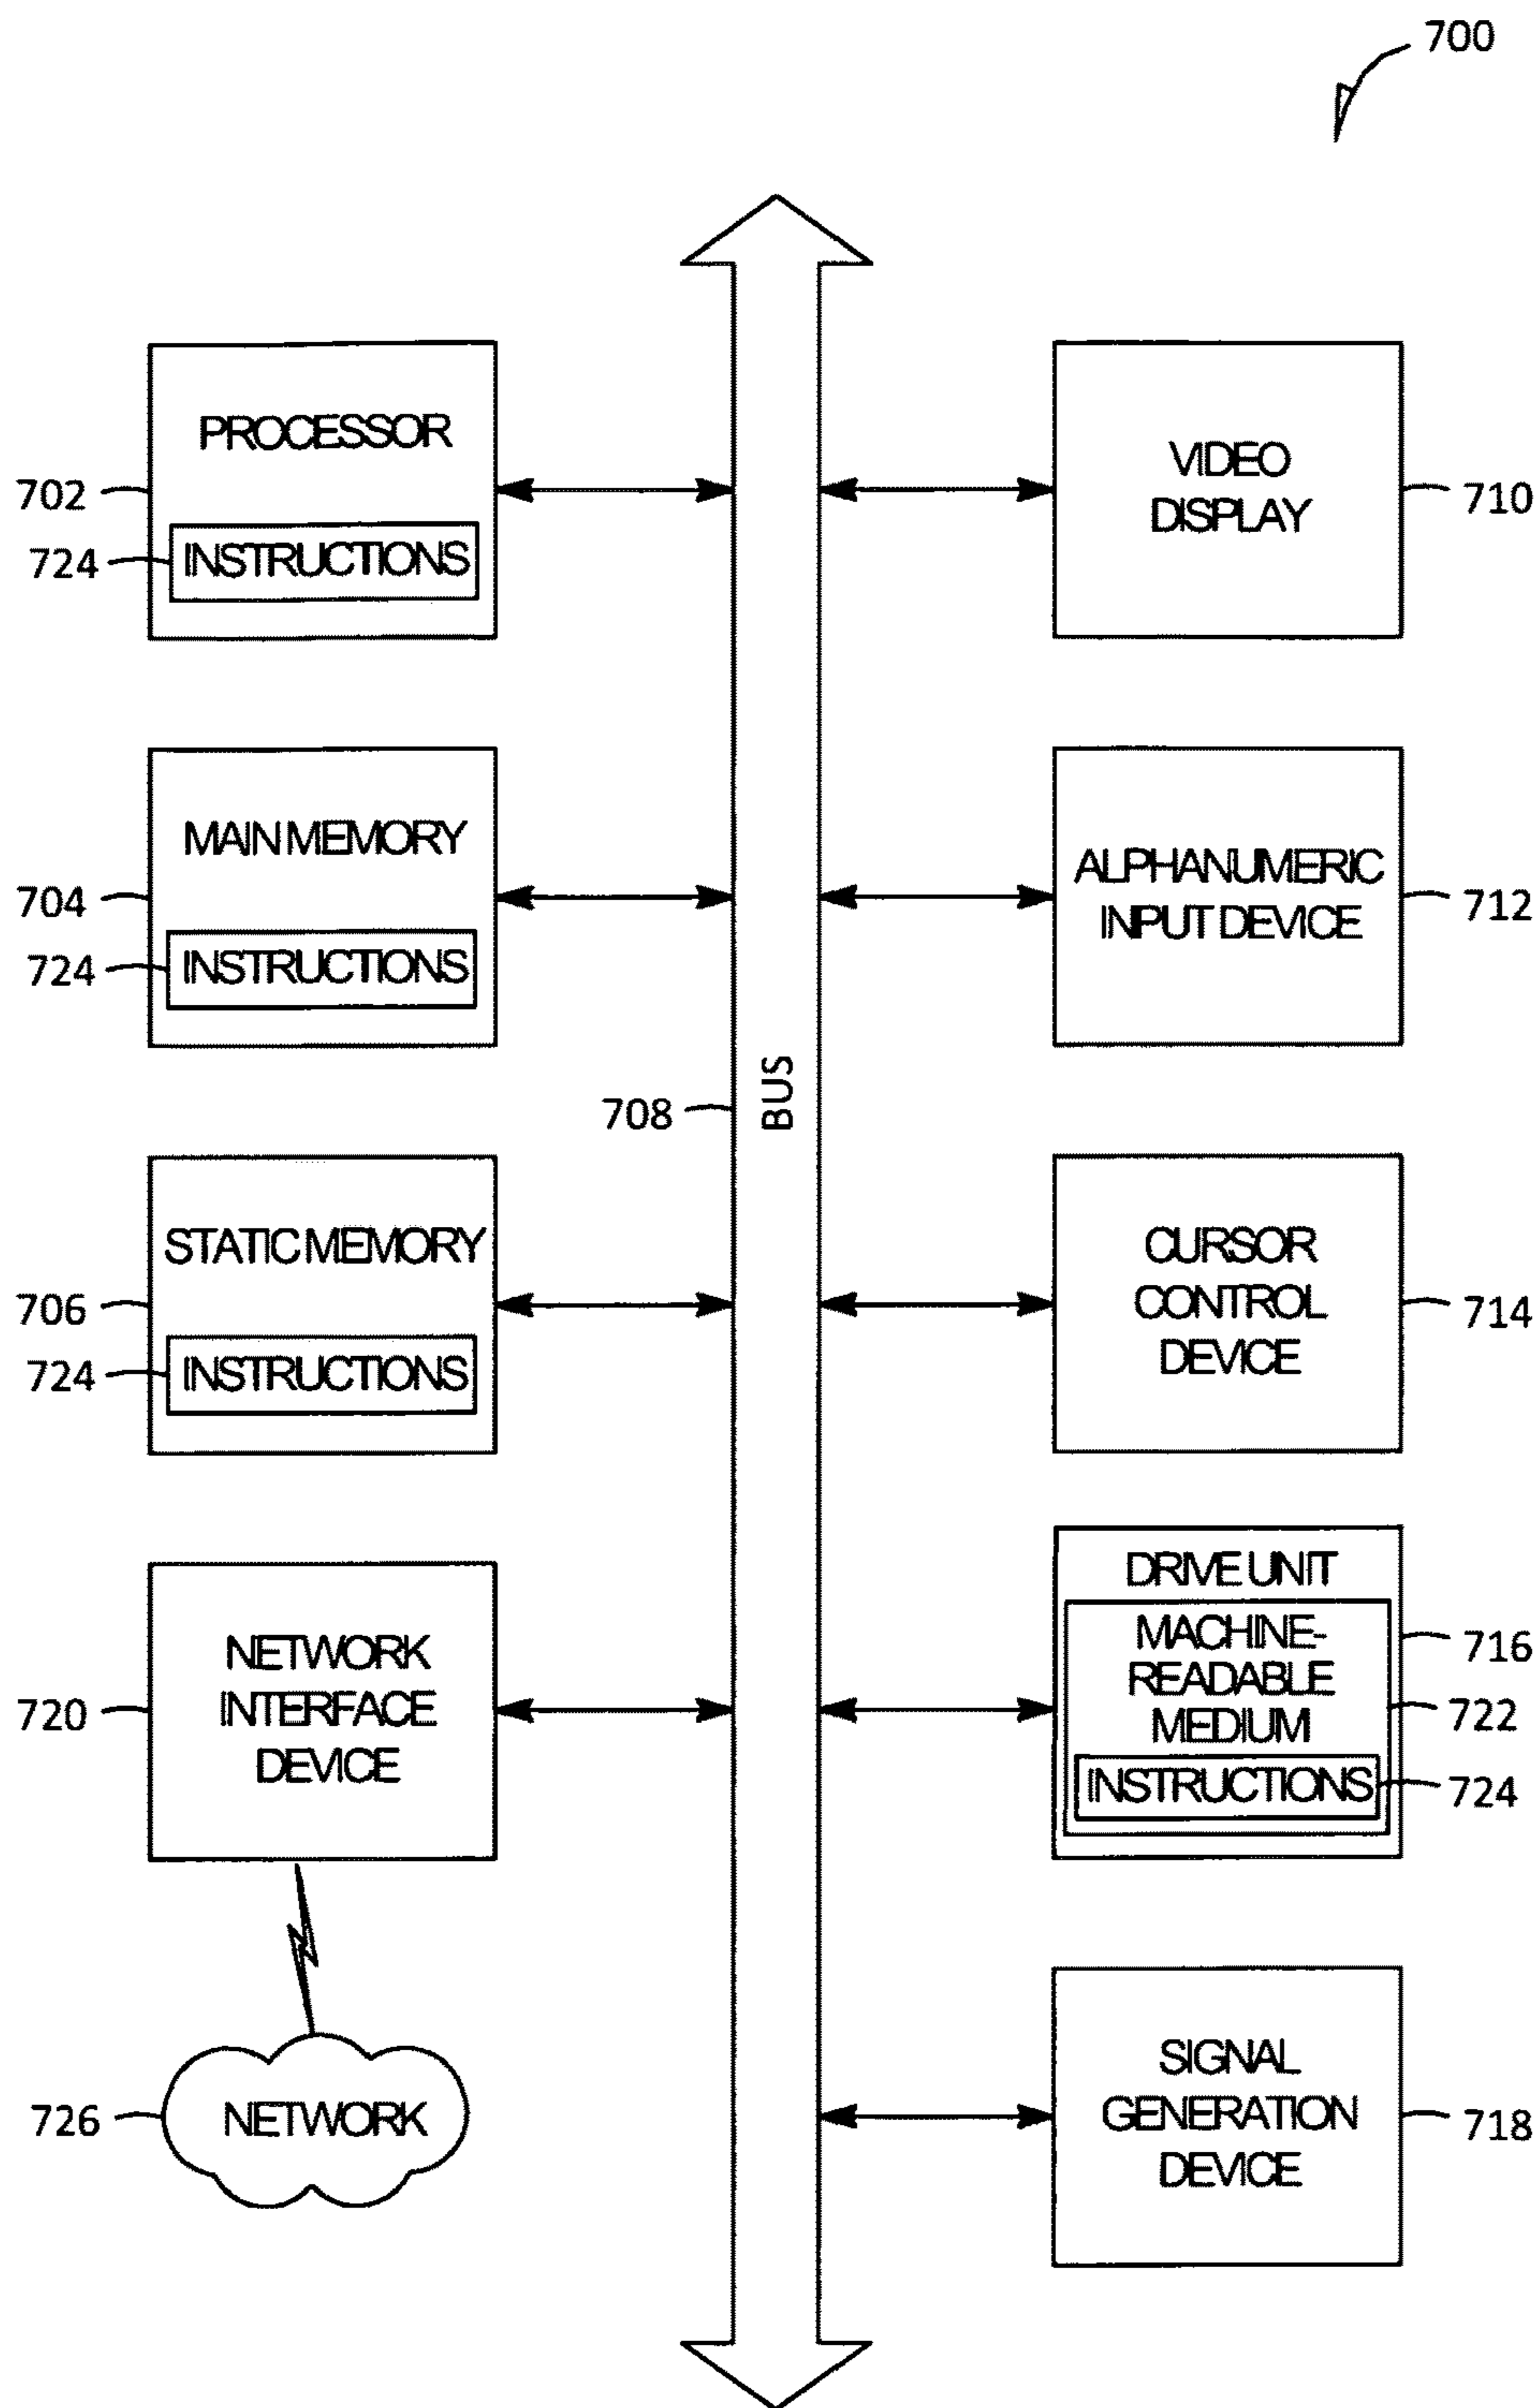 700
PROCESSOR
702
724
INSTRUCTIONS
MAIN MEMORY
704
724
INSTRUCTIONS
STATIC MEMORY
706
724
INSTRUCTIONS
NETWORK
INTERFACE
DEVICE
720
NETWORK
726
708
BUS
VIDEO
DISPLAY
710
ALPHANUMERIC
INPUT DEVICE
712
CURSOR
CONTROL
DEVICE
714
DRIVE UNIT
MACHINE-
READABLE
MEDIUM
716
722
INSTRUCTIONS
724
SIGNAL
GENERATION
DEVICE
718